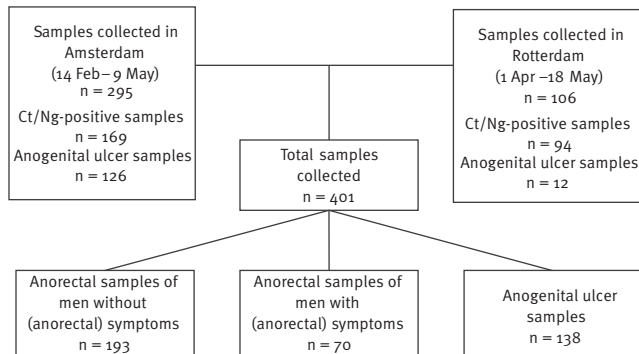 Samples collected in
Amsterdam
(14 Feb– 9 May)
n = 295
Ct/Ng-positive samples
n = 169
Anogenital ulcer samples
n = 126
Samples collected in
Rotterdam
(1 Apr –18 May)
n = 106
Ct/Ng-positive samples
n = 94
Anogenital ulcer samples
n = 12
Total samples
collected
n = 401
Anorectal samples of
men without
(anorectal) symptoms
n = 193
Anorectal samples of
men with
(anorectal) symptoms
n = 70
Anogenital ulcer
samples
n = 138